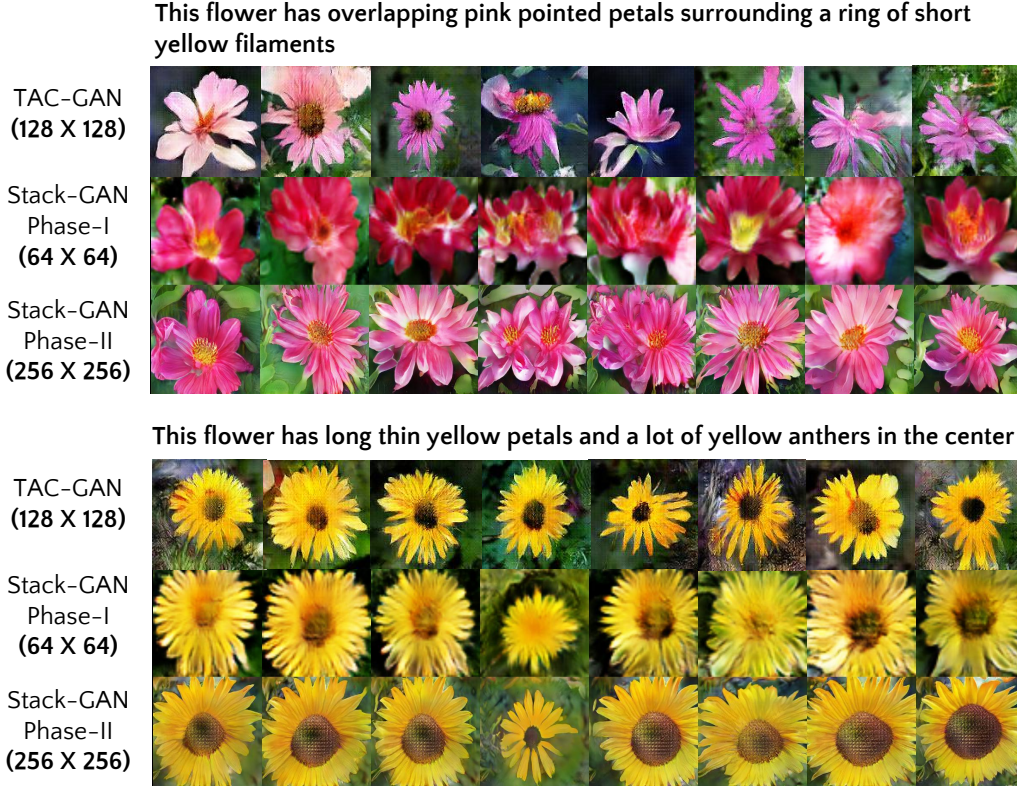 This flower has overlapping pink pointed petals surrounding a ring of short
yellow filaments
TAC-GAN
(128 X 128)
Stack-GAN
Phase-I
(64 X 64)
Stack-GAN
Phase-II
(256 X 256)
This flower has long thin yellow petals and a lot of yellow anthers in the center
TAC-GAN
(128 X 128)
Stack-GAN
Phase-I
(64 X 64)
Stack-GAN
Phase-II
(256 X 256)